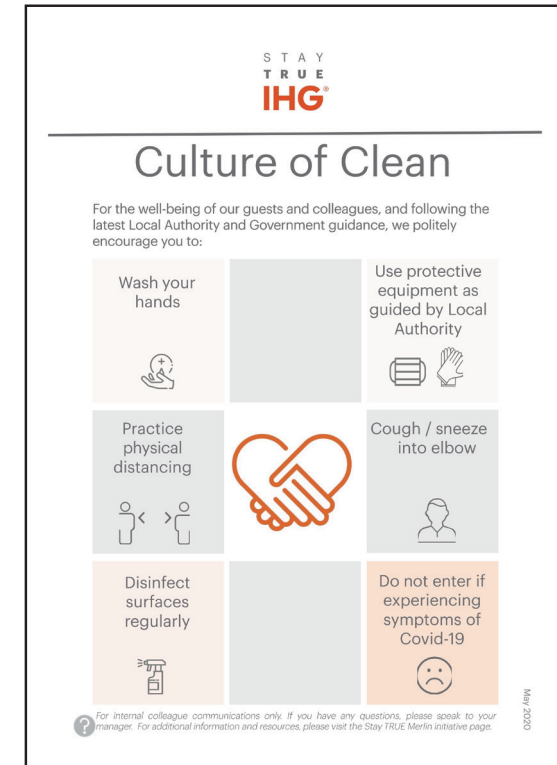 STAY
TRUE
IHG®
Culture of Clean
For the well-being of our guests and colleagues, and following the
latest Local Authority and Government guidance, we politely
encourage you to:
Wash your
hands
Use protective
equipment as
guided by Local
Authority
Practice
physical
distancing
Cough / sneeze
into elbow
Disinfect
surfaces
regularly
Do not enter if
experiencing
symptoms of
Covid-19
For internal colleague communications only. If you have any questions, please speak to your
manager. For additional information and resources, please visit the Stay TRUE Merlin initiative page.
May 2020